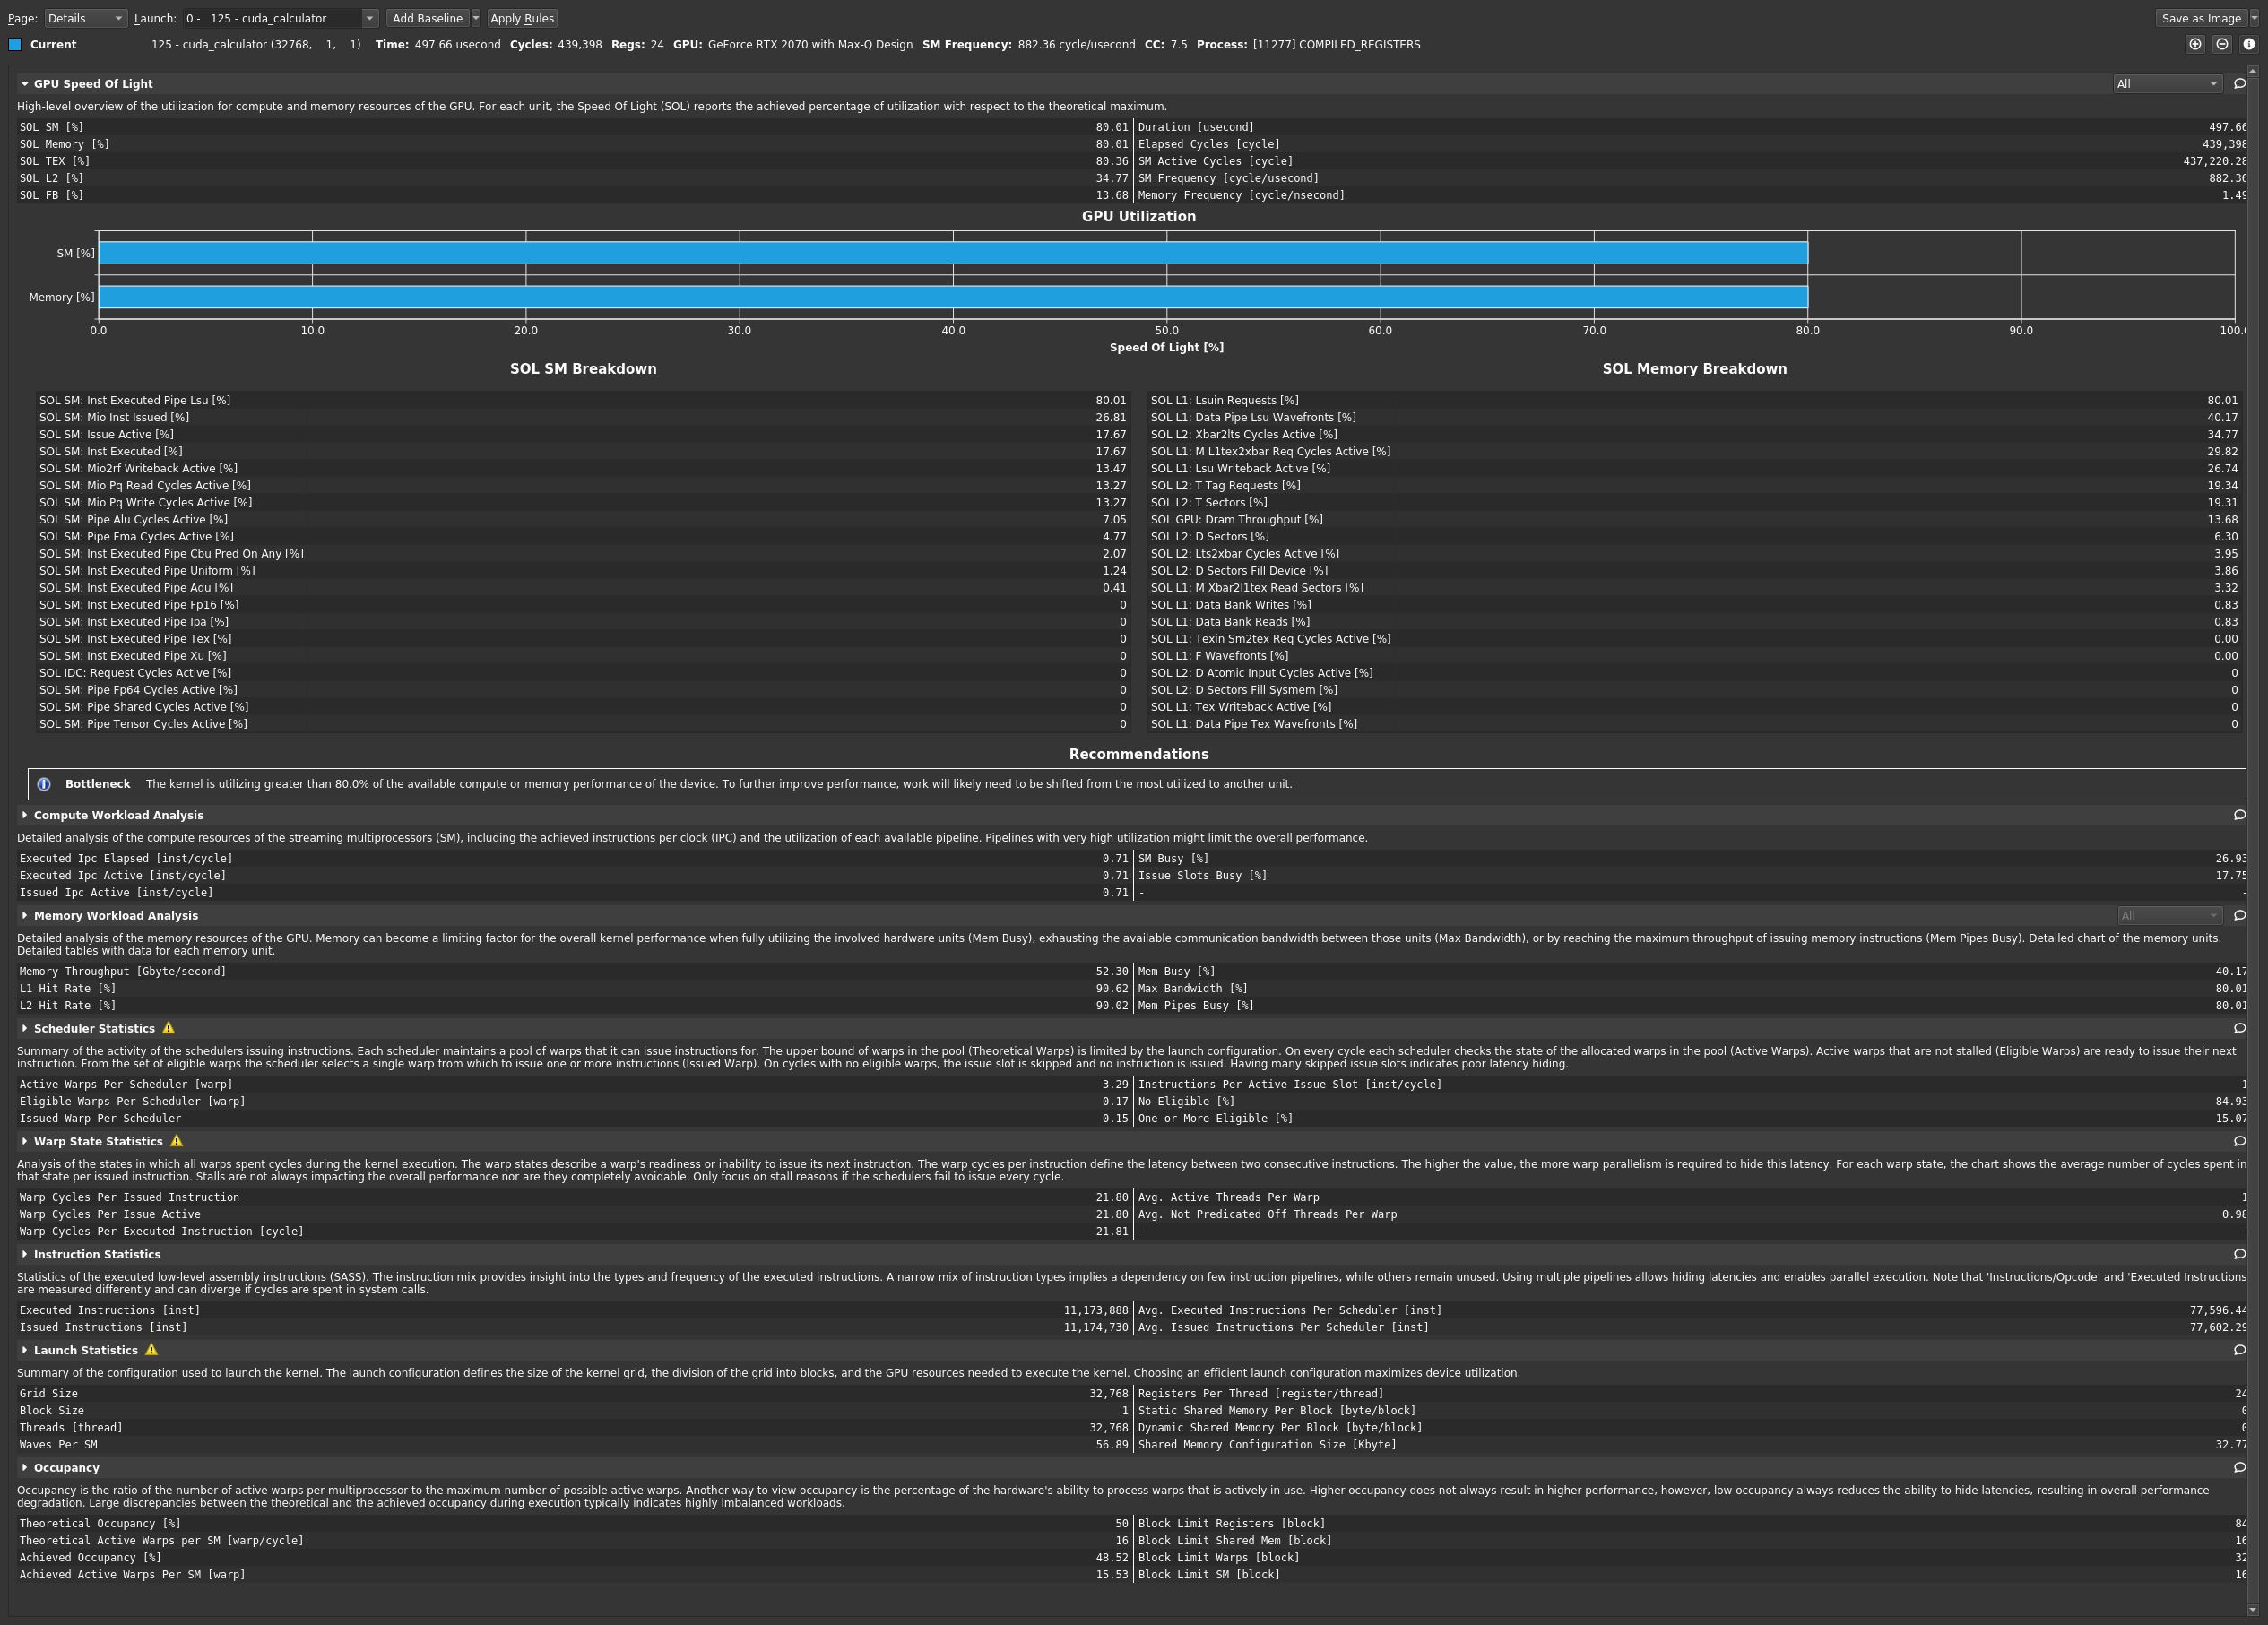 Page: Details Launch: 0 - 125 - cuda_calculator Add Baseline Apply Rules Save as Image
Current 125 - cuda_calculator (32768, 1, 1) Time: 497.66 usecond Cycles: 439,398 Regs: 24 GPU: GeForce RTX 2070 with Max-Q Design SM Frequency: 882.36 cycle/usecond CC: 7.5 Process: [11277] COMPILED_REGISTERS
GPU Speed Of Light All
High-level overview of the utilization for compute and memory resources of the GPU. For each unit, the Speed Of Light (SOL) reports the achieved percentage of utilization with respect to the theoretical maximum.
SOL SM [%] 80.01 Duration [usecond] 497.66
SOL Memory [%] 80.01 Elapsed Cycles [cycle] 439,398
SOL TEX [%] 80.36 SM Active Cycles [cycle] 437,220.28
SOL L2 [%] 34.77 SM Frequency [cycle/usecond] 882.36
SOL FB [%] 13.68 Memory Frequency [cycle/nsecond] 1.49
GPU Utilization
SM [%]
Memory [%]
0.0 10.0 20.0 30.0 40.0 50.0 60.0 70.0 80.0 90.0 100.0
Speed Of Light [%]
SOL SM Breakdown SOL Memory Breakdown
SOL SM: Inst Executed Pipe Lsu [%] 80.01 SOL L1: Lsuin Requests [%] 80.01
SOL SM: Mio Inst Issued [%] 26.81 SOL L1: Data Pipe Lsu Wavefronts [%] 40.17
SOL SM: Issue Active [%] 17.67 SOL L2: Xbar2lts Cycles Active [%] 34.77
SOL SM: Inst Executed [%] 17.67 SOL L1: M L1tex2xbar Req Cycles Active [%] 29.82
SOL SM: Mio2rf Writeback Active [%] 13.47 SOL L1: Lsu Writeback Active [%] 26.74
SOL SM: Mio Pq Read Cycles Active [%] 13.27 SOL L2: T Tag Requests [%] 19.34
SOL SM: Mio Pq Write Cycles Active [%] 13.27 SOL L2: T Sectors [%] 19.31
SOL SM: Pipe Alu Cycles Active [%] 7.05 SOL GPU: Dram Throughput [%] 13.68
SOL SM: Pipe Fma Cycles Active [%] 4.77 SOL L2: D Sectors [%] 6.30
SOL SM: Inst Executed Pipe Cbu Pred On Any [%] 2.07 SOL L2: Lts2xbar Cycles Active [%] 3.95
SOL SM: Inst Executed Pipe Uniform [%] 1.24 SOL L2: D Sectors Fill Device [%] 3.86
SOL SM: Inst Executed Pipe Adu [%] 0.41 SOL L1: M Xbar2l1tex Read Sectors [%] 3.32
SOL SM: Inst Executed Pipe Fp16 [%] 0 SOL L1: Data Bank Writes [%] 0.83
SOL SM: Inst Executed Pipe Ipa [%] 0 SOL L1: Data Bank Reads [%] 0.83
SOL SM: Inst Executed Pipe Tex [%] 0 SOL L1: Texin Sm2tex Req Cycles Active [%] 0.00
SOL SM: Inst Executed Pipe Xu [%] 0 SOL L1: F Wavefronts [%] 0.00
SOL IDC: Request Cycles Active [%] 0 SOL L2: D Atomic Input Cycles Active [%] 0
SOL SM: Pipe Fp64 Cycles Active [%] 0 SOL L2: D Sectors Fill Sysmem [%] 0
SOL SM: Pipe Shared Cycles Active [%] 0 SOL L1: Tex Writeback Active [%] 0
SOL SM: Pipe Tensor Cycles Active [%] 0 SOL L1: Data Pipe Tex Wavefronts [%] 0
Recommendations
Bottleneck The kernel is utilizing greater than 80.0% of the available compute or memory performance of the device. To further improve performance, work will likely need to be shifted from the most utilized to another unit.
Compute Workload Analysis
Detailed analysis of the compute resources of the streaming multiprocessors (SM), including the achieved instructions per clock (IPC) and the utilization of each available pipeline. Pipelines with very high utilization might limit the overall performance.
Executed Ipc Elapsed [inst/cycle] 0.71 SM Busy [%] 26.93
Executed Ipc Active [inst/cycle] 0.71 Issue Slots Busy [%] 17.75
Issued Ipc Active [inst/cycle] 0.71 - -
Memory Workload Analysis All
Detailed analysis of the memory resources of the GPU. Memory can become a limiting factor for the overall kernel performance when fully utilizing the involved hardware units (Mem Busy), exhausting the available communication bandwidth between those units (Max Bandwidth), or by reaching the maximum throughput of issuing memory instructions (Mem Pipes Busy). Detailed chart of the memory units.
Detailed tables with data for each memory unit.
Memory Throughput [Gbyte/second] 52.30 Mem Busy [%] 40.17
L1 Hit Rate [%] 90.62 Max Bandwidth [%] 80.01
L2 Hit Rate [%] 90.02 Mem Pipes Busy [%] 80.01
Scheduler Statistics
Summary of the activity of the schedulers issuing instructions. Each scheduler maintains a pool of warps that it can issue instructions for. The upper bound of warps in the pool (Theoretical Warps) is limited by the launch configuration. On every cycle each scheduler checks the state of the allocated warps in the pool (Active Warps). Active warps that are not stalled (Eligible Warps) are ready to issue their next
instruction. From the set of eligible warps the scheduler selects a single warp from which to issue one or more instructions (Issued Warp). On cycles with no eligible warps, the issue slot is skipped and no instruction is issued. Having many skipped issue slots indicates poor latency hiding.
Active Warps Per Scheduler [warp] 3.29 Instructions Per Active Issue Slot [inst/cycle] 1
Eligible Warps Per Scheduler [warp] 0.17 No Eligible [%] 84.93
Issued Warp Per Scheduler 0.15 One or More Eligible [%] 15.07
Warp State Statistics
Analysis of the states in which all warps spent cycles during the kernel execution. The warp states describe a warp's readiness or inability to issue its next instruction. The warp cycles per instruction define the latency between two consecutive instructions. The higher the value, the more warp parallelism is required to hide this latency. For each warp state, the chart shows the average number of cycles spent in
that state per issued instruction. Stalls are not always impacting the overall performance nor are they completely avoidable. Only focus on stall reasons if the schedulers fail to issue every cycle.
Warp Cycles Per Issued Instruction 21.80 Avg. Active Threads Per Warp 1
Warp Cycles Per Issue Active 21.80 Avg. Not Predicated Off Threads Per Warp 0.98
Warp Cycles Per Executed Instruction [cycle] 21.81 - -
Instruction Statistics
Statistics of the executed low-level assembly instructions (SASS). The instruction mix provides insight into the types and frequency of the executed instructions. A narrow mix of instruction types implies a dependency on few instruction pipelines, while others remain unused. Using multiple pipelines allows hiding latencies and enables parallel execution. Note that 'Instructions/Opcode' and 'Executed Instructions
are measured differently and can diverge if cycles are spent in system calls.
Executed Instructions [inst] 11,173,888 Avg. Executed Instructions Per Scheduler [inst] 77,596.44
Issued Instructions [inst] 11,174,730 Avg. Issued Instructions Per Scheduler [inst] 77,602.29
Launch Statistics
Summary of the configuration used to launch the kernel. The launch configuration defines the size of the kernel grid, the division of the grid into blocks, and the GPU resources needed to execute the kernel. Choosing an efficient launch configuration maximizes device utilization.
Grid Size 32,768 Registers Per Thread [register/thread] 24
Block Size 1 Static Shared Memory Per Block [byte/block] 0
Threads [thread] 32,768 Dynamic Shared Memory Per Block [byte/block] 0
Waves Per SM 56.89 Shared Memory Configuration Size [Kbyte] 32.77
Occupancy
Occupancy is the ratio of the number of active warps per multiprocessor to the maximum number of possible active warps. Another way to view occupancy is the percentage of the hardware's ability to process warps that is actively in use. Higher occupancy does not always result in higher performance, however, low occupancy always reduces the ability to hide latencies, resulting in overall performance
degradation. Large discrepancies between the theoretical and the achieved occupancy during execution typically indicates highly imbalanced workloads.
Theoretical Occupancy [%] 50 Block Limit Registers [block] 84
Theoretical Active Warps per SM [warp/cycle] 16 Block Limit Shared Mem [block] 16
Achieved Occupancy [%] 48.52 Block Limit Warps [block] 32
Achieved Active Warps Per SM [warp] 15.53 Block Limit SM [block] 16